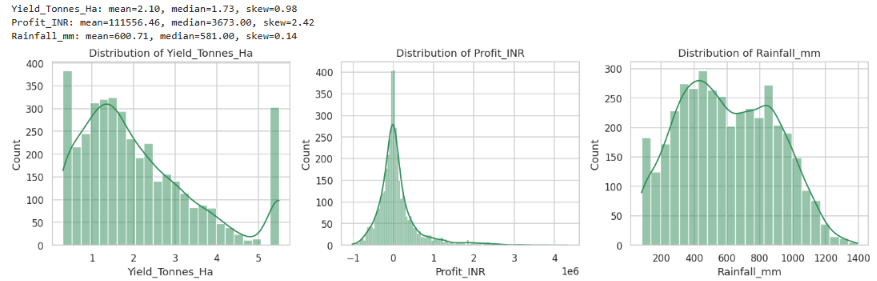 Yield_Tonnes_Ha: mean=2.10, median=1.73, skew=0.98
Profit_INR: mean=111556.46, median=3673.00, skew=2.42
Rainfall_mm: mean=600.71, median=581.00, skew=0.14
Distribution of Yield_Tonnes_Ha
400
350
300
250
200
150
100
50
0
Count
1 2 3 4 5
Yield_Tonnes_Ha
Distribution of Profit_INR
400
350
300
250
200
150
100
50
0
Count
−1 0 1 2 3 4
1e6
Profit_INR
Distribution of Rainfall_mm
300
250
200
150
100
50
0
Count
200 400 600 800 1000 1200 1400
Rainfall_mm